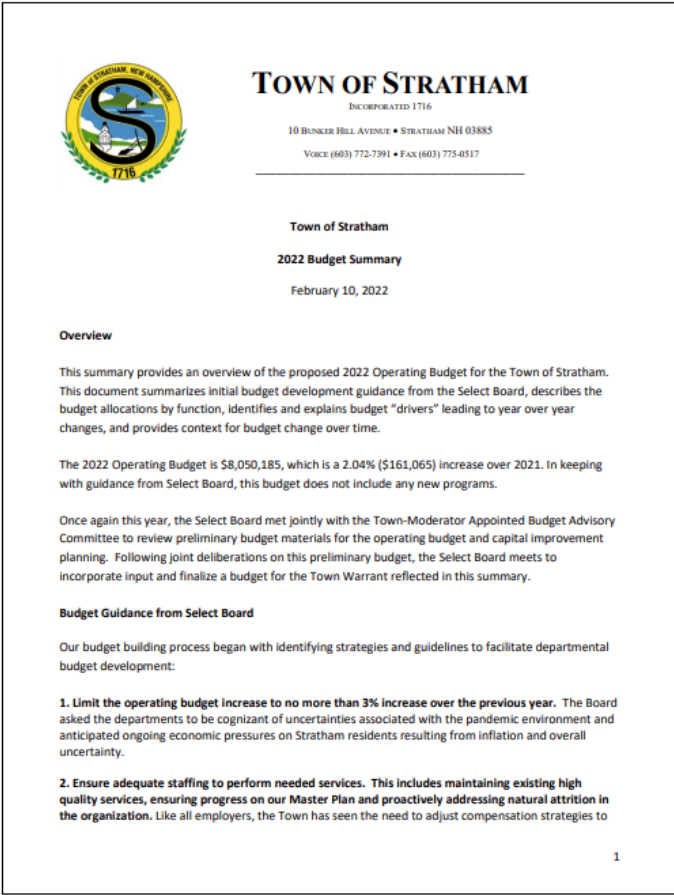 TOWN OF STRATHAM, NEW HAMPSHIRE
S
1716
TOWN OF STRATHAM
INCORPORATED 1716
10 BUNKER HILL AVENUE • STRATHAM NH 03885
VOICE (603) 772-7391 • FAX (603) 775-0517
Town of Stratham
2022 Budget Summary
February 10, 2022
Overview
This summary provides an overview of the proposed 2022 Operating Budget for the Town of Stratham.
This document summarizes initial budget development guidance from the Select Board, describes the
budget allocations by function, identifies and explains budget “drivers” leading to year over year
changes, and provides context for budget change over time.
The 2022 Operating Budget is $8,050,185, which is a 2.04% ($161,065) increase over 2021. In keeping
with guidance from Select Board, this budget does not include any new programs.
Once again this year, the Select Board met jointly with the Town-Moderator Appointed Budget Advisory
Committee to review preliminary budget materials for the operating budget and capital improvement
planning.  Following joint deliberations on this preliminary budget, the Select Board meets to
incorporate input and finalize a budget for the Town Warrant reflected in this summary.
Budget Guidance from Select Board
Our budget building process began with identifying strategies and guidelines to facilitate departmental
budget development:
1. Limit the operating budget increase to no more than 3% increase over the previous year.  The Board
asked the departments to be cognizant of uncertainties associated with the pandemic environment and
anticipated ongoing economic pressures on Stratham residents resulting from inflation and overall
uncertainty.
2. Ensure adequate staffing to perform needed services.  This includes maintaining existing high
quality services, ensuring progress on our Master Plan and proactively addressing natural attrition in
the organization. Like all employers, the Town has seen the need to adjust compensation strategies to
1